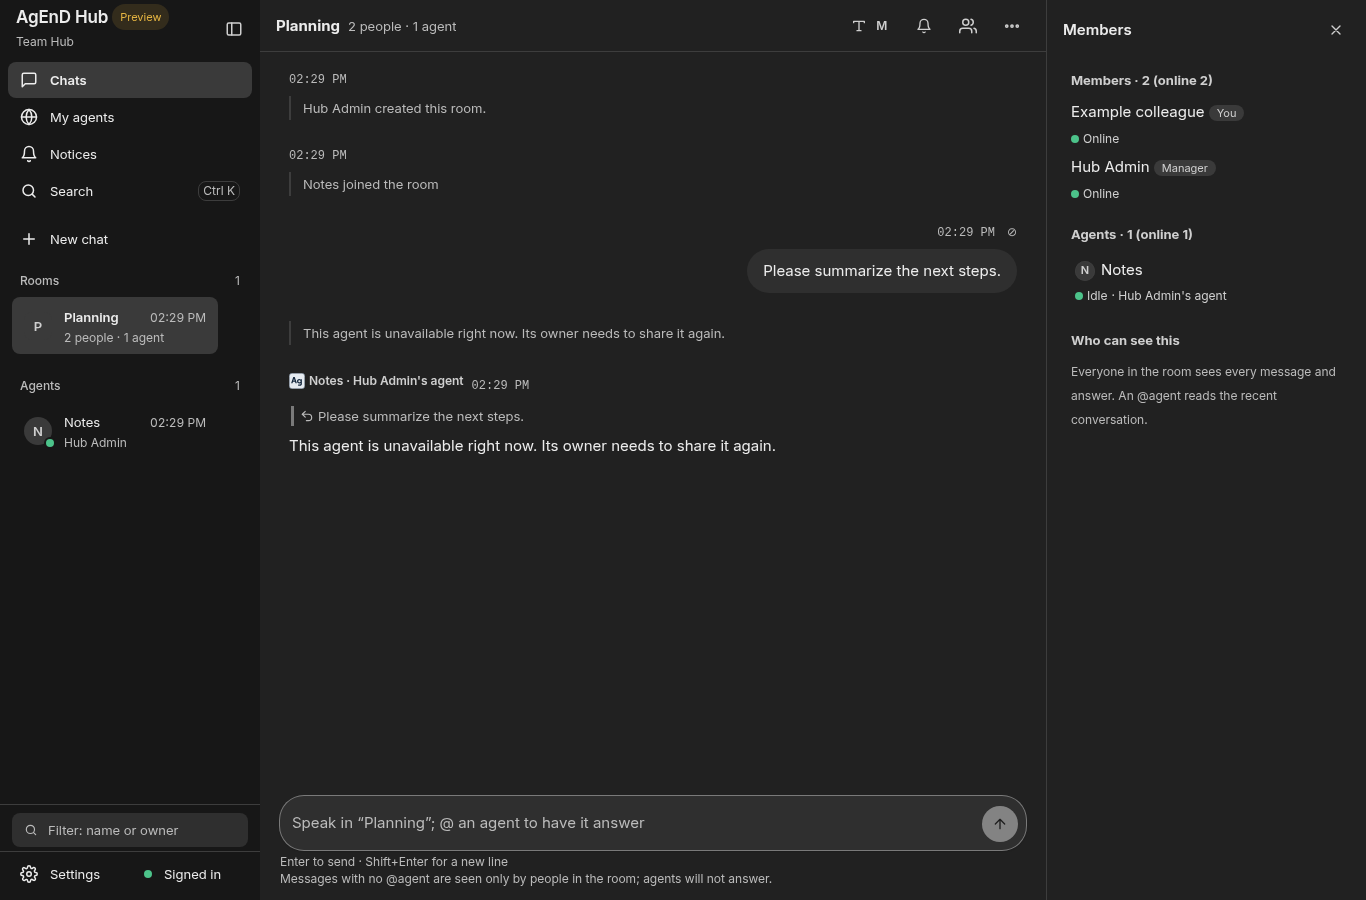 AgEnD Hub Preview
Team Hub
Chats
My agents
Notices
Search Ctrl K
New chat
Rooms 1
P Planning 02:29 PM
2 people · 1 agent
Agents 1
N Notes 02:29 PM
Hub Admin
Filter: name or owner
Settings Signed in
Planning 2 people · 1 agent
T M
02:29 PM
Hub Admin created this room.
02:29 PM
Notes joined the room
02:29 PM
Please summarize the next steps.
This agent is unavailable right now. Its owner needs to share it again.
Ag Notes · Hub Admin's agent 02:29 PM
Please summarize the next steps.
This agent is unavailable right now. Its owner needs to share it again.
Speak in “Planning”; @ an agent to have it answer
Enter to send · Shift+Enter for a new line
Messages with no @agent are seen only by people in the room; agents will not answer.
Members
Members · 2 (online 2)
Example colleague You
Online
Hub Admin Manager
Online
Agents · 1 (online 1)
N Notes
Idle · Hub Admin's agent
Who can see this
Everyone in the room sees every message and
answer. An @agent reads the recent
conversation.